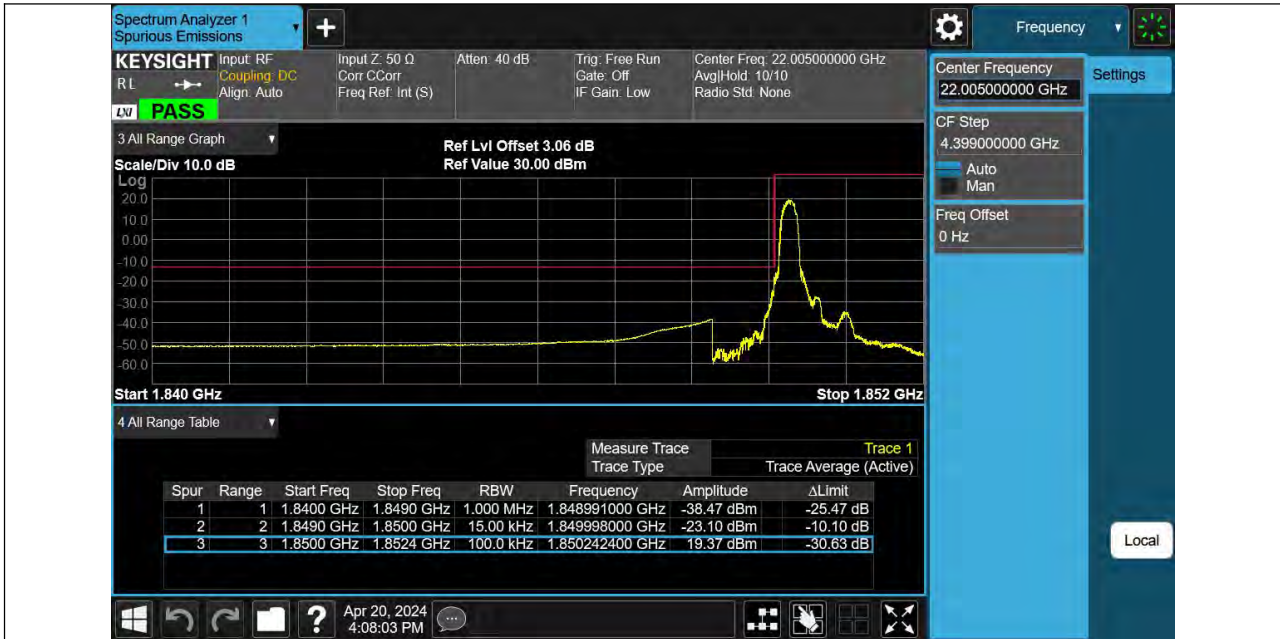 Spectrum Analyzer 1
Spurious Emissions
Frequency
KEYSIGHT
R L
LXI PASS
Input: RF
Coupling: DC
Align: Auto
Input Z: 50 Ω
Corr CCorr
Freq Ref: Int (S)
Atten: 40 dB
Trig: Free Run
Gate: Off
IF Gain: Low
Center Freq: 22.005000000 GHz
Avg|Hold: 10/10
Radio Std: None
Center Frequency
22.005000000 GHz
Settings
CF Step
4.399000000 GHz
Auto
Man
Freq Offset
0 Hz
Local
3 All Range Graph
Scale/Div 10.0 dB
Ref Lvl Offset 3.06 dB
Ref Value 30.00 dBm
Log
20.0
10.0
0.00
-10.0
-20.0
-30.0
-40.0
-50.0
-60.0
Start 1.840 GHz
Stop 1.852 GHz
4 All Range Table
Measure Trace Trace 1
Trace Type Trace Average (Active)
Spur Range Start Freq Stop Freq RBW Frequency Amplitude ΔLimit
1 1 1.8400 GHz 1.8490 GHz 1.000 MHz 1.848991000 GHz -38.47 dBm -25.47 dB
2 2 1.8490 GHz 1.8500 GHz 15.00 kHz 1.849998000 GHz -23.10 dBm -10.10 dB
3 3 1.8500 GHz 1.8524 GHz 100.0 kHz 1.850242400 GHz 19.37 dBm -30.63 dB
?
Apr 20, 2024
4:08:03 PM